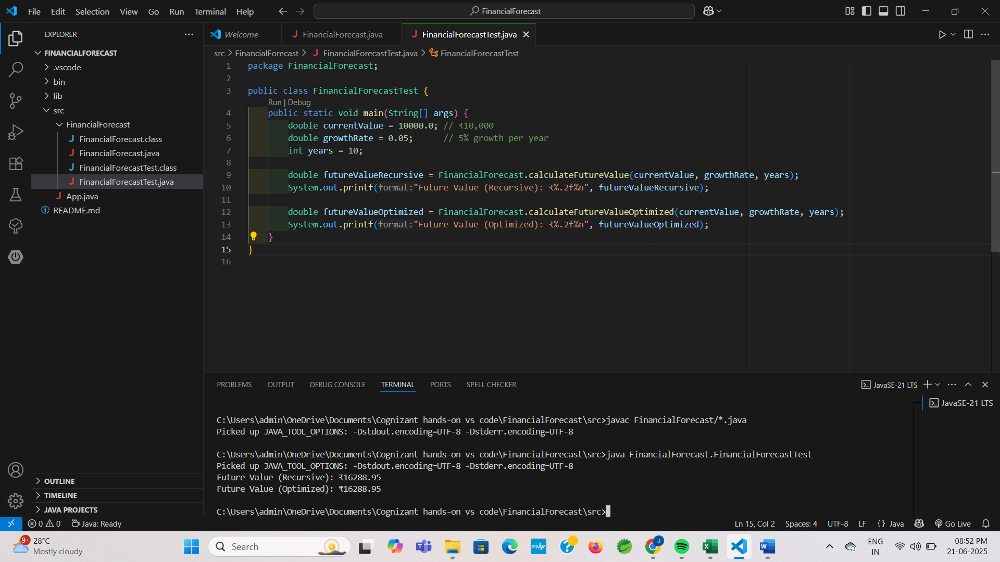 File Edit Selection View Go Run Terminal Help
FinancialForecast
EXPLORER
FINANCIALFORECAST
.vscode
bin
lib
src
FinancialForecast
FinancialForecast.class
FinancialForecast.java
FinancialForecastTest.class
FinancialForecastTest.java
App.java
README.md
OUTLINE
TIMELINE
JAVA PROJECTS
Welcome FinancialForecast.java FinancialForecastTest.java
src > FinancialForecast > FinancialForecastTest.java > FinancialForecastTest
1 package FinancialForecast;
2
3 public class FinancialForecastTest {
Run | Debug
4 public static void main(String[] args) {
5 double currentValue = 10000.0; // ₹10,000
6 double growthRate = 0.05; // 5% growth per year
7 int years = 10;
8
9 double futureValueRecursive = FinancialForecast.calculateFutureValue(currentValue, growthRate, years);
10 System.out.printf(format:"Future Value (Recursive): ₹%.2f%n", futureValueRecursive);
11
12 double futureValueOptimized = FinancialForecast.calculateFutureValueOptimized(currentValue, growthRate, years);
13 System.out.printf(format:"Future Value (Optimized): ₹%.2f%n", futureValueOptimized);
14 }
15 }
16
PROBLEMS OUTPUT DEBUG CONSOLE TERMINAL PORTS SPELL CHECKER
JavaSE-21 LTS
JavaSE-21 LTS
C:\Users\admin\OneDrive\Documents\Cognizant hands-on vs code\FinancialForecast\src>javac FinancialForecast/*.java
Picked up JAVA_TOOL_OPTIONS: -Dstdout.encoding=UTF-8 -Dstderr.encoding=UTF-8
C:\Users\admin\OneDrive\Documents\Cognizant hands-on vs code\FinancialForecast\src>java FinancialForecast.FinancialForecastTest
Picked up JAVA_TOOL_OPTIONS: -Dstdout.encoding=UTF-8 -Dstderr.encoding=UTF-8
Future Value (Recursive): ₹16288.95
Future Value (Optimized): ₹16288.95
C:\Users\admin\OneDrive\Documents\Cognizant hands-on vs code\FinancialForecast\src>
0 0 Java: Ready
Ln 15, Col 2 Spaces: 4 UTF-8 LF {} Java Go Live
9+ 28°C
Mostly cloudy
Search
myhp
ENG
IN
08:52 PM
21-06-2025